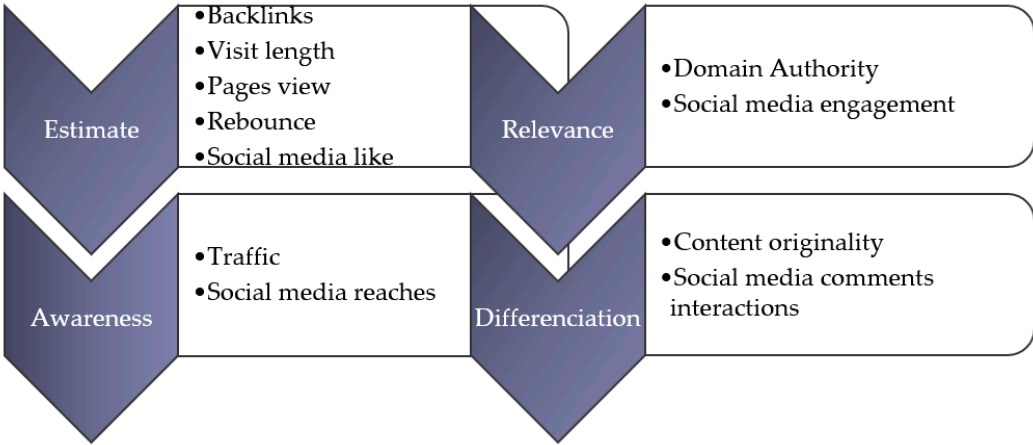 Estimate
•Backlinks
•Visit length
•Pages view
•Rebounce
•Social media like
Relevance
•Domain Authority
•Social media engagement
Awareness
•Traffic
•Social media reaches
Differenciation
•Content originality
•Social media comments
interactions